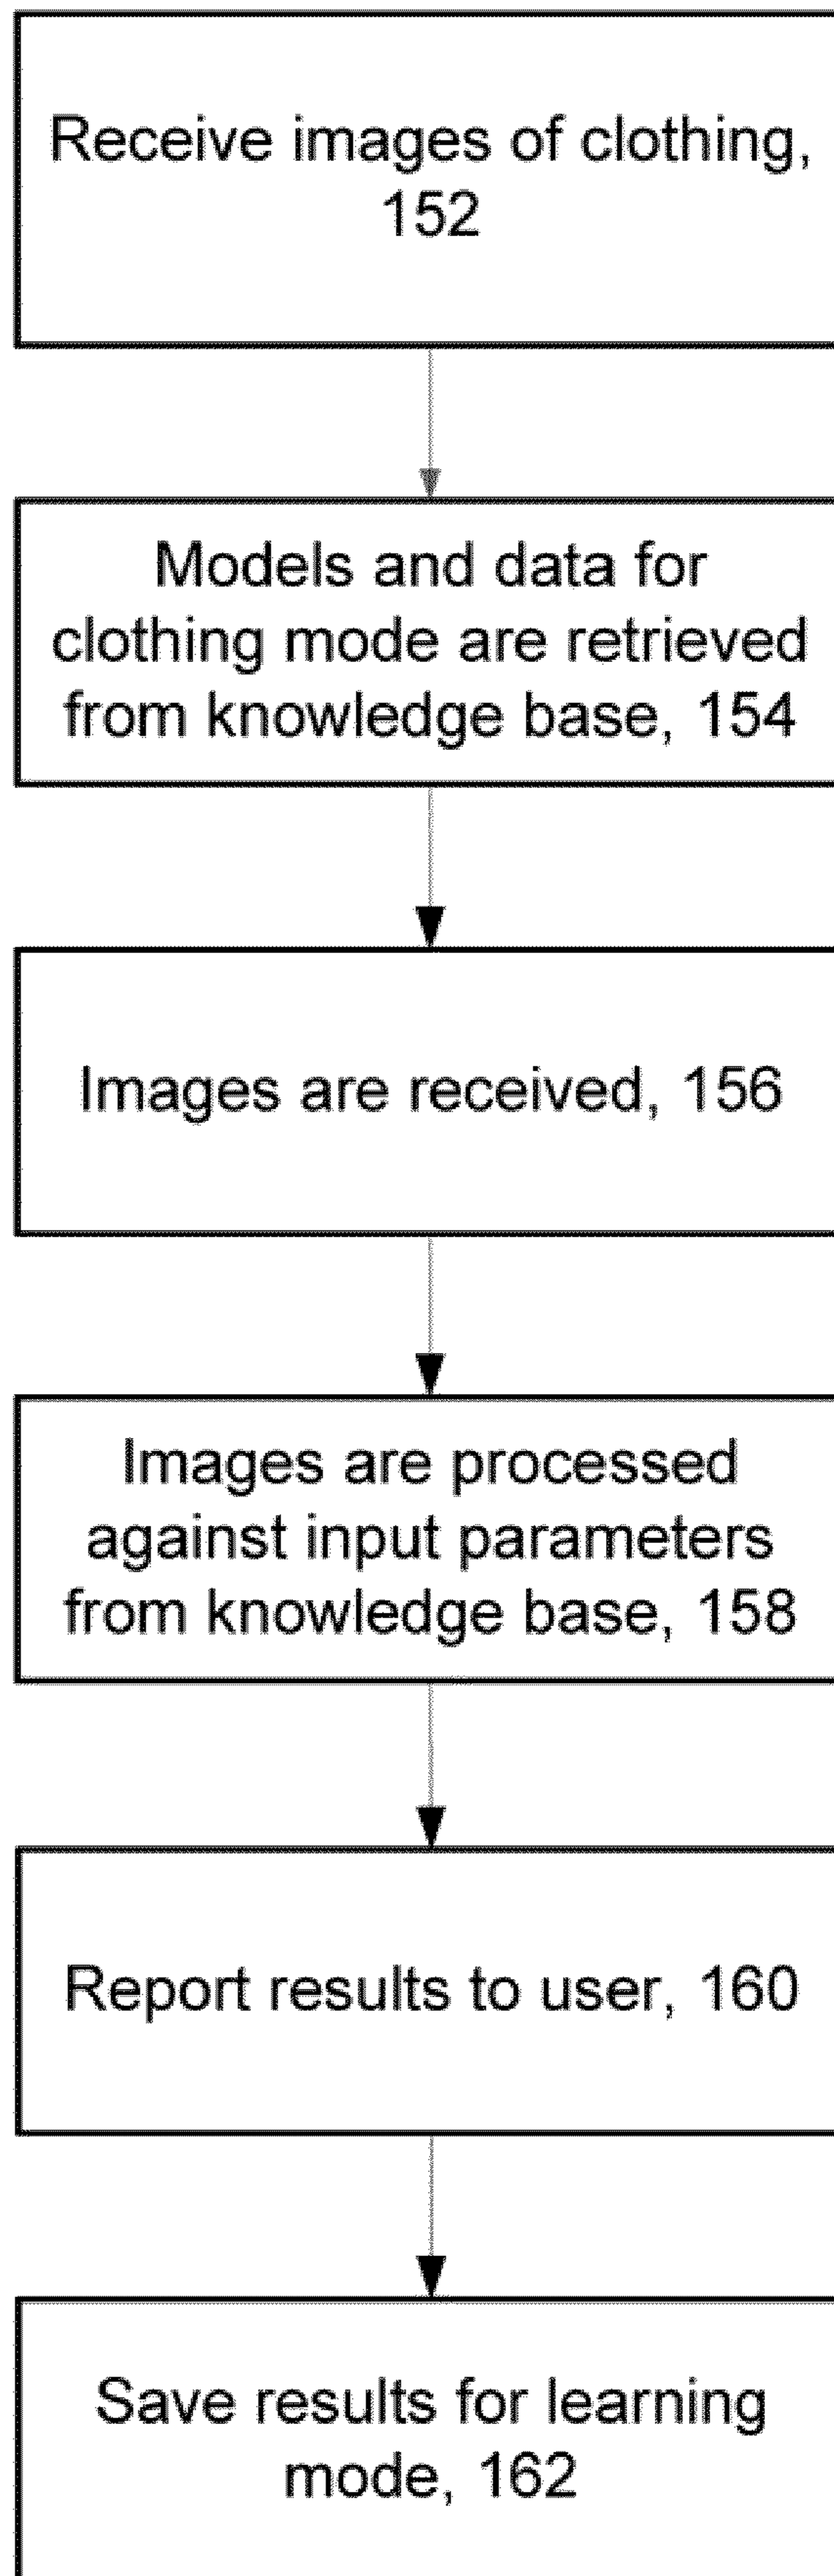 Receive images of clothing,
152
Models and data for
clothing mode are retrieved
from knowledge base, 154
Images are received, 156
Images are processed
against input parameters
from knowledge base, 158
Report results to user, 160
Save results for learning
mode, 162